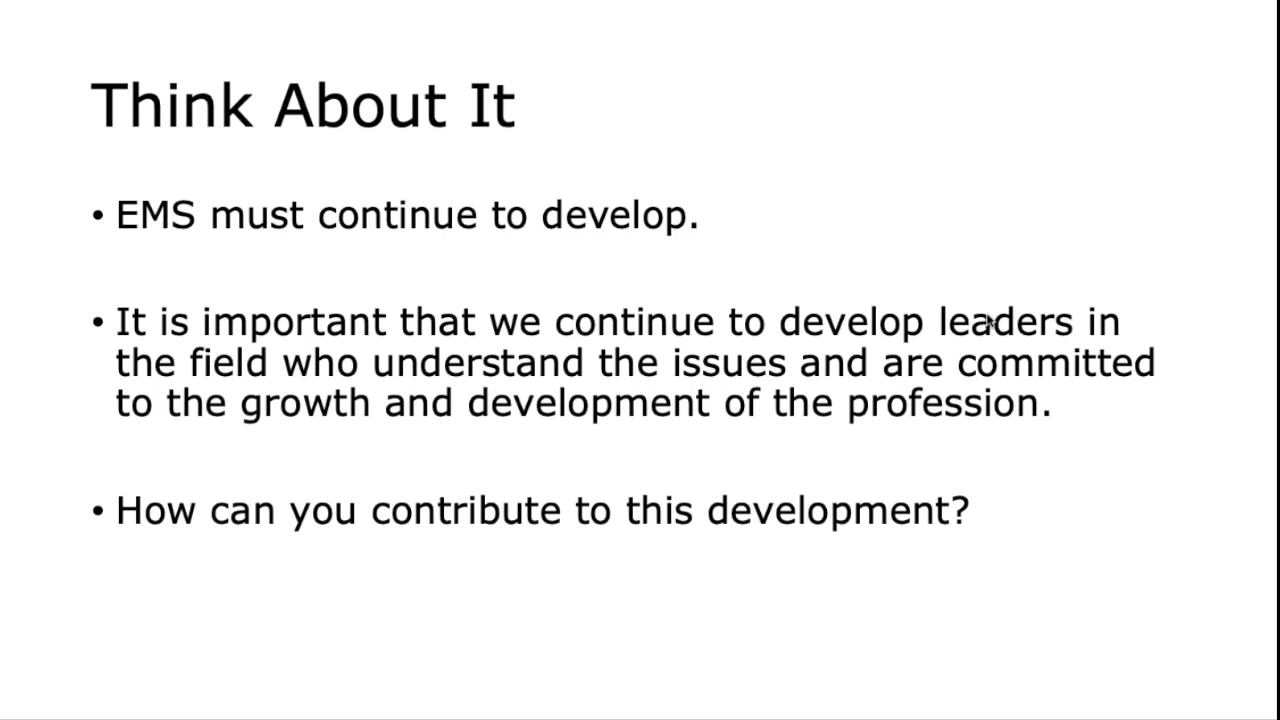 Think About It
• EMS must continue to develop.
• It is important that we continue to develop leaders in
the field who understand the issues and are committed
to the growth and development of the profession.
• How can you contribute to this development?